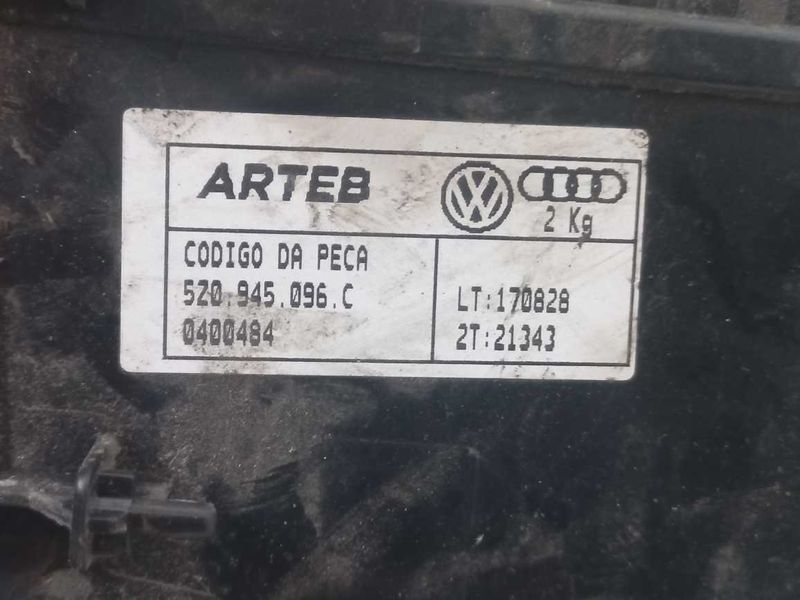 ARTEB
2 Kg
CODIGO DA PECA
5Z0.945.096.C
0400484
LT:170828
2T:21343